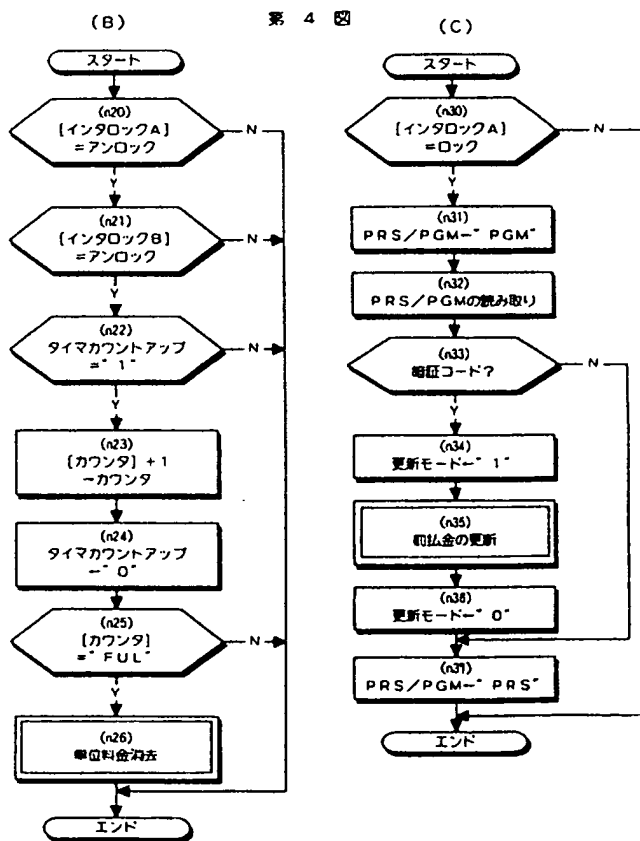 第 4 図
(B)
スタート
(n20)
[インタロックA]
=アンロック
N
Y
(n21)
[インタロックB]
=アンロック
N
Y
(n22)
タイマカウントアップ
="1"
N
Y
(n23)
[カウンタ]+1
→カウンタ
(n24)
タイマカウントアップ
←"0"
(n25)
[カウンタ]
="FUL"
N
Y
(n26)
単位料金消去
エンド
(C)
スタート
(n30)
[インタロックA]
=ロック
N
Y
(n31)
PRS/PGM←"PGM"
(n32)
PRS/PGMの読み取り
(n33)
暗証コード?
N
Y
(n34)
更新モード←"1"
(n35)
前払金の更新
(n36)
更新モード←"0"
(n37)
PRS/PGM←"PRS"
エンド